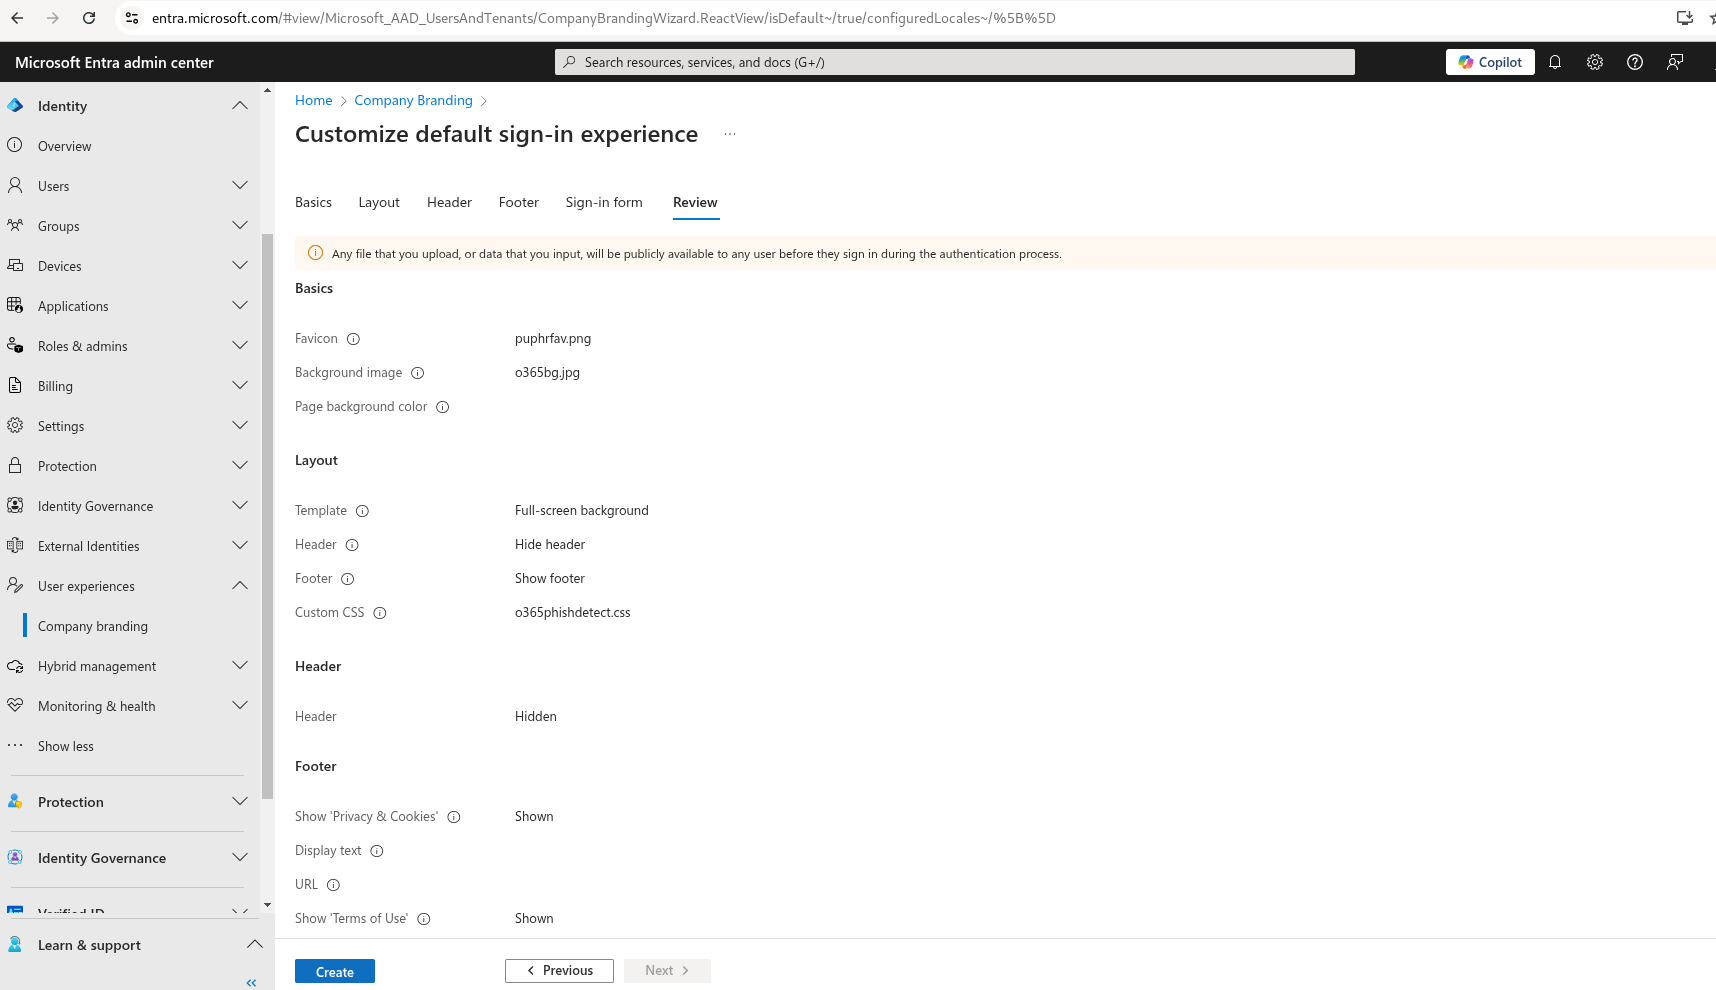 entra.microsoft.com/#view/Microsoft_AAD_UsersAndTenants/CompanyBrandingWizard.ReactView/isDefault~/true/configuredLocales~/%5B%5D
Microsoft Entra admin center
Search resources, services, and docs (G+/)
Copilot
Identity
Overview
Users
Groups
Devices
Applications
Roles & admins
Billing
Settings
Protection
Identity Governance
External Identities
User experiences
Company branding
Hybrid management
Monitoring & health
Show less
Protection
Identity Governance
Verified ID
Learn & support
Home > Company Branding >
Customize default sign-in experience ...
Basics Layout Header Footer Sign-in form Review
Any file that you upload, or data that you input, will be publicly available to any user before they sign in during the authentication process.
Basics
Favicon puphrfav.png
Background image o365bg.jpg
Page background color
Layout
Template Full-screen background
Header Hide header
Footer Show footer
Custom CSS o365phishdetect.css
Header
Header Hidden
Footer
Show 'Privacy & Cookies' Shown
Display text
URL
Show 'Terms of Use' Shown
Create < Previous Next >